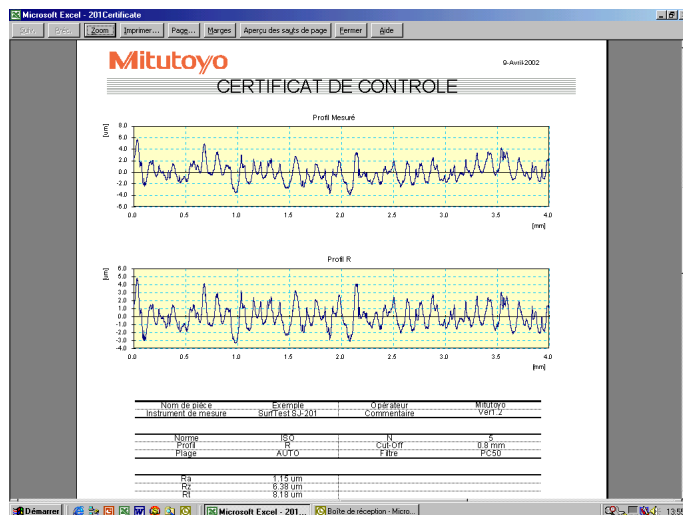 Microsoft Excel - 201Certificate
Suiv. Préc. Zoom Imprimer... Page... Marges Aperçu des sauts de page Fermer Aide
Mitutoyo
9-Avril-2002
CERTIFICAT DE CONTROLE
Profil Mesuré
[um]
8.0
6.0
4.0
2.0
0.0
-2.0
-4.0
-6.0
0.0 0.5 1.0 1.5 2.0 2.5 3.0 3.5 4.0
[mm]
Profil R
[um]
6.0
5.0
4.0
3.0
2.0
1.0
0.0
-1.0
-2.0
-3.0
-4.0
0.0 0.5 1.0 1.5 2.0 2.5 3.0 3.5 4.0
[mm]
Nom de pièce Exemple Opérateur Mitutoyo
Instrument de mesure SurfTest SJ-201 Commentaire Ver1.2
Norme ISO N 5
Profil R Cut-Off 0.8 mm
Plage AUTO Filtre PC50
Ra 1.15 um
Rz 6.38 um
Rt 8.18 um
Démarrer Microsoft Excel - 201... Boîte de réception - Micro... 13:55